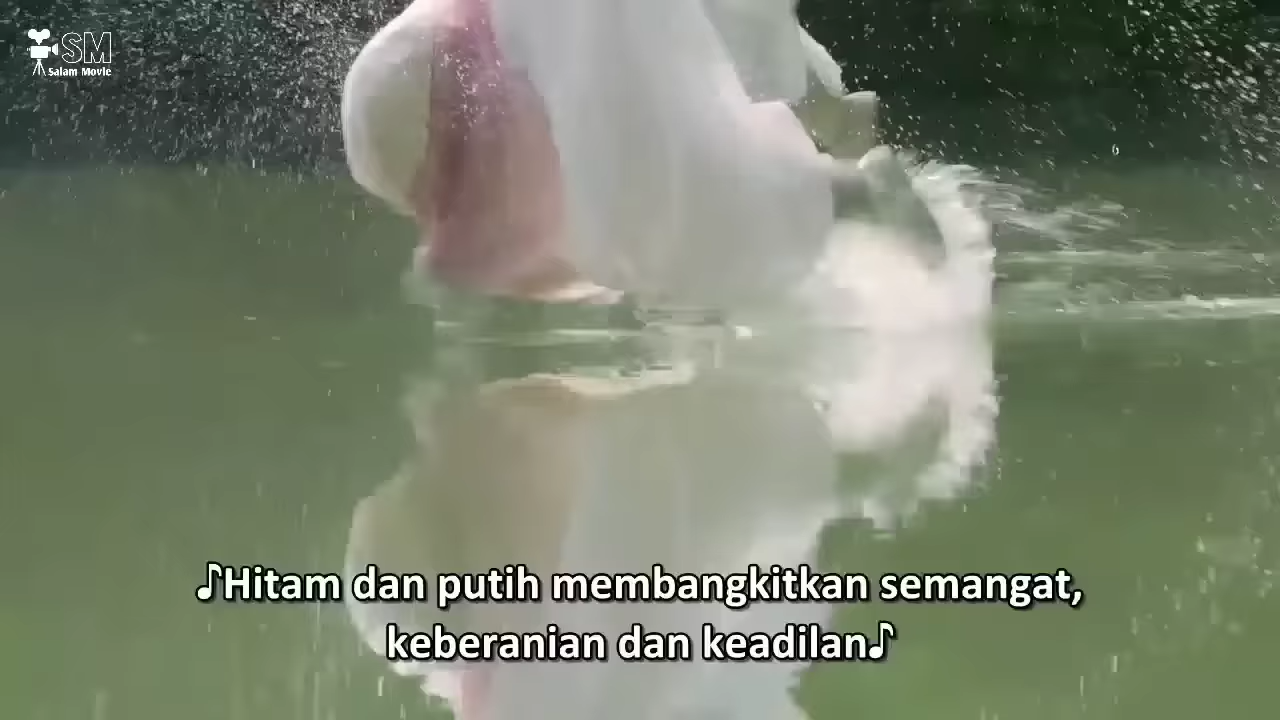 SM
Salam Movie
♪Hitam dan putih membangkitkan semangat,
keberanian dan keadilan♪